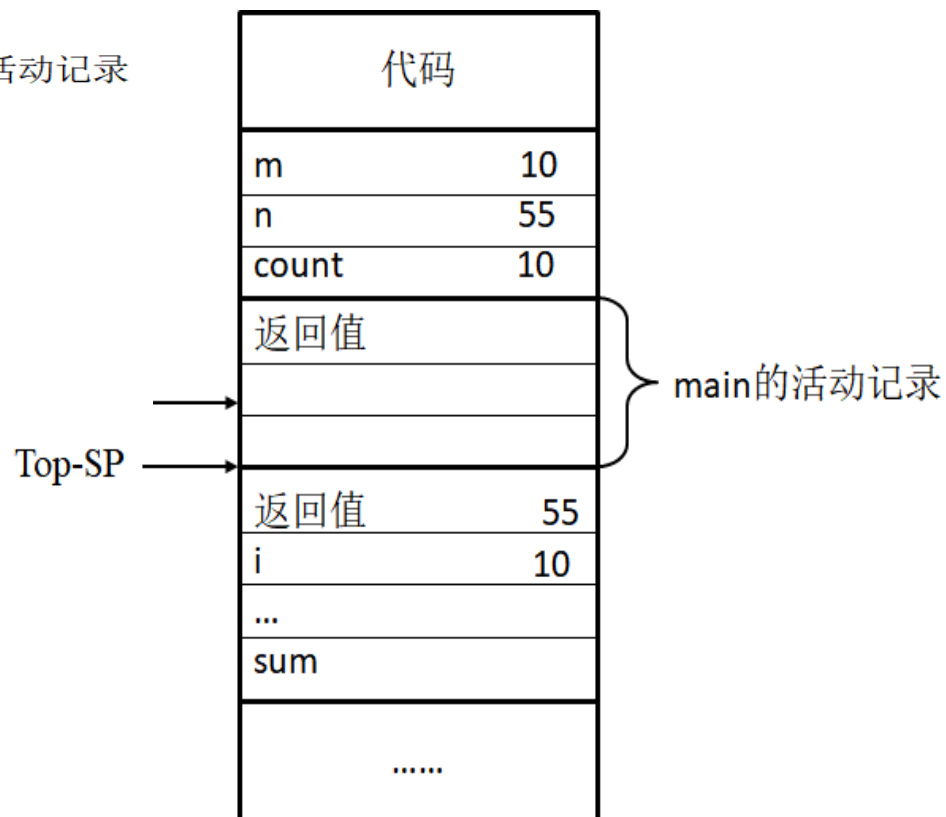 活动记录
代码
m 10
n 55
count 10
返回值
main的活动记录
Top-SP
返回值 55
i 10
...
sum
......